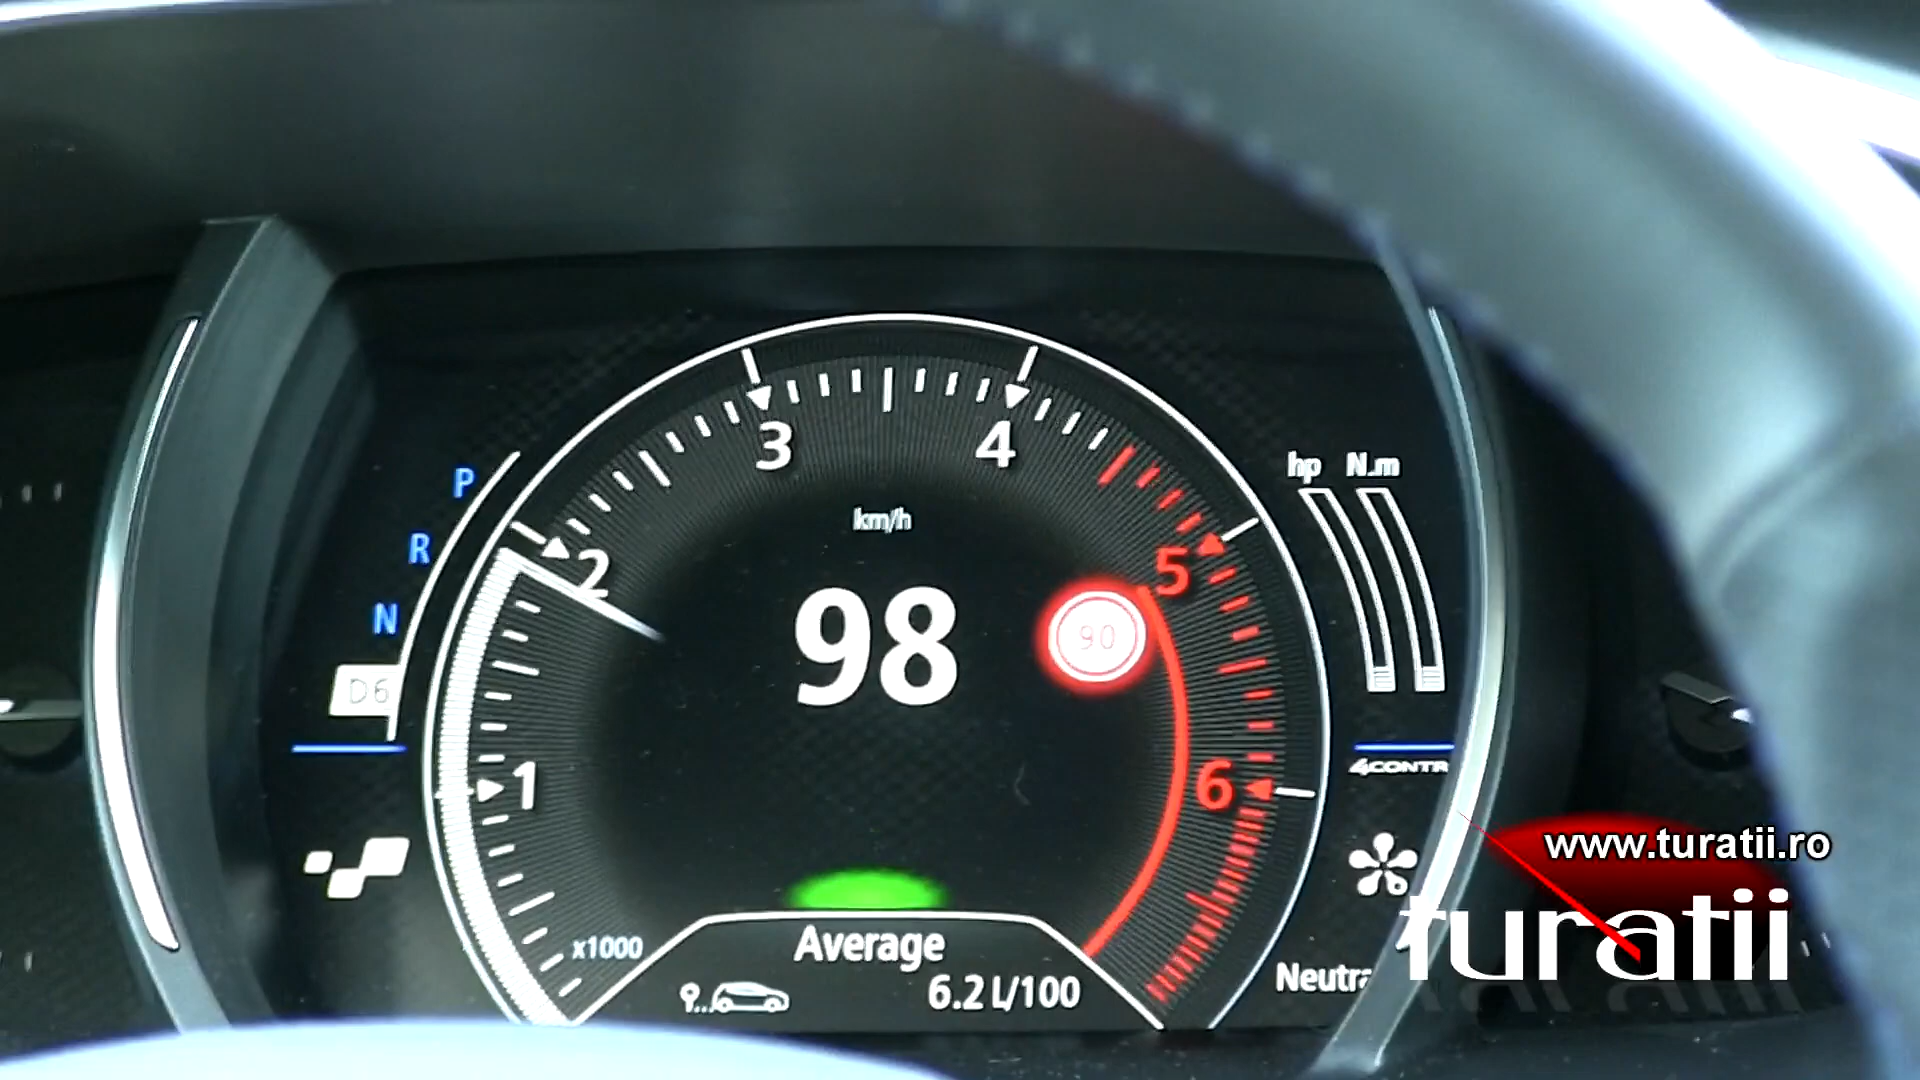 hp N.m
P
3
4
km/h
R
2
5
98
90
N
D6
1
6
4CONTR
www.turatii.ro
turatii
x1000
Average
6.2 L/100
Neutra